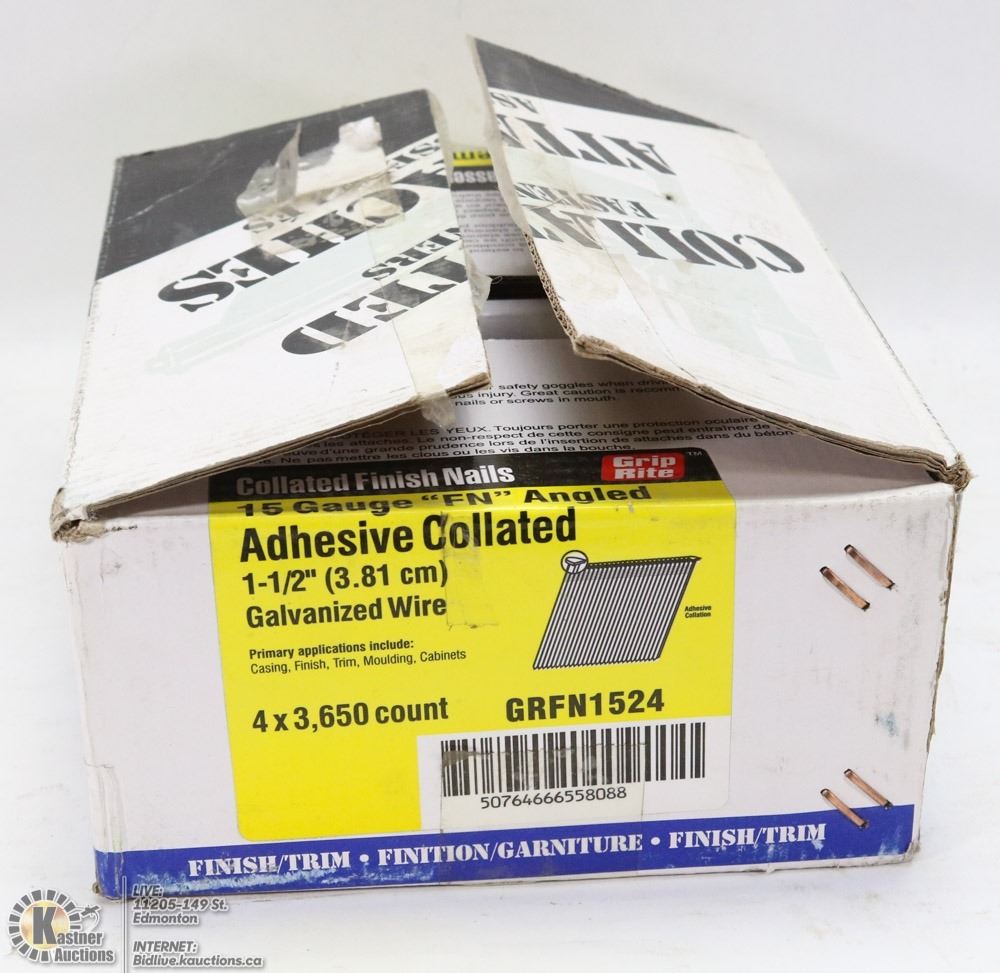 COLLATED
FASTENERS
safety goggles when
injury. Great caution is
nails or screws in mouth.
LES YEUX. Toujours porter une protection oculaire
les attaches. Le non-respect de cette consigne peut entraîner de
d'une grande prudence lors de l'insertion de attaches dans du béton
Ne pas mettre les clous ou les vis dans la bouche.
Collated Finish Nails
Grip
Rite
TM
15 Gauge "FN" Angled
Adhesive Collated
1-1/2" (3.81 cm)
Galvanized Wire
Adhesive
Collation
Primary applications include:
Casing, Finish, Trim, Moulding, Cabinets
4 x 3,650 count
GRFN1524
50764666558088
FINISH/TRIM • FINITION/GARNITURE • FINISH/TRIM
Kastner
Auctions
LIVE:
11205-149 St.
Edmonton
INTERNET:
Bidlive.kauctions.ca